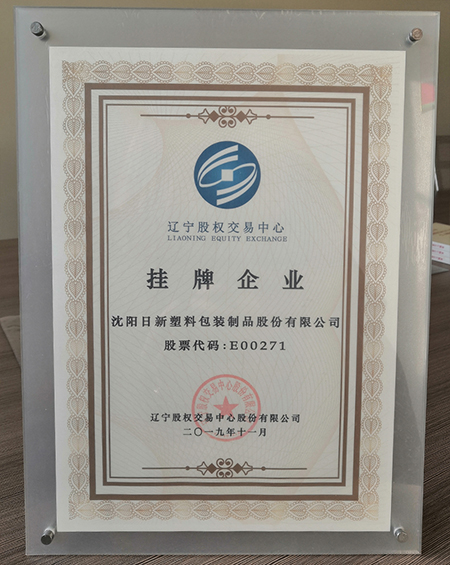 辽宁股权交易中心
LIAONING EQUITY EXCHANGE
挂牌企业
沈阳日新塑料包装制品股份有限公司
股票代码:E00271
辽宁股权交易中心股份有限公司
二〇一九年十一月